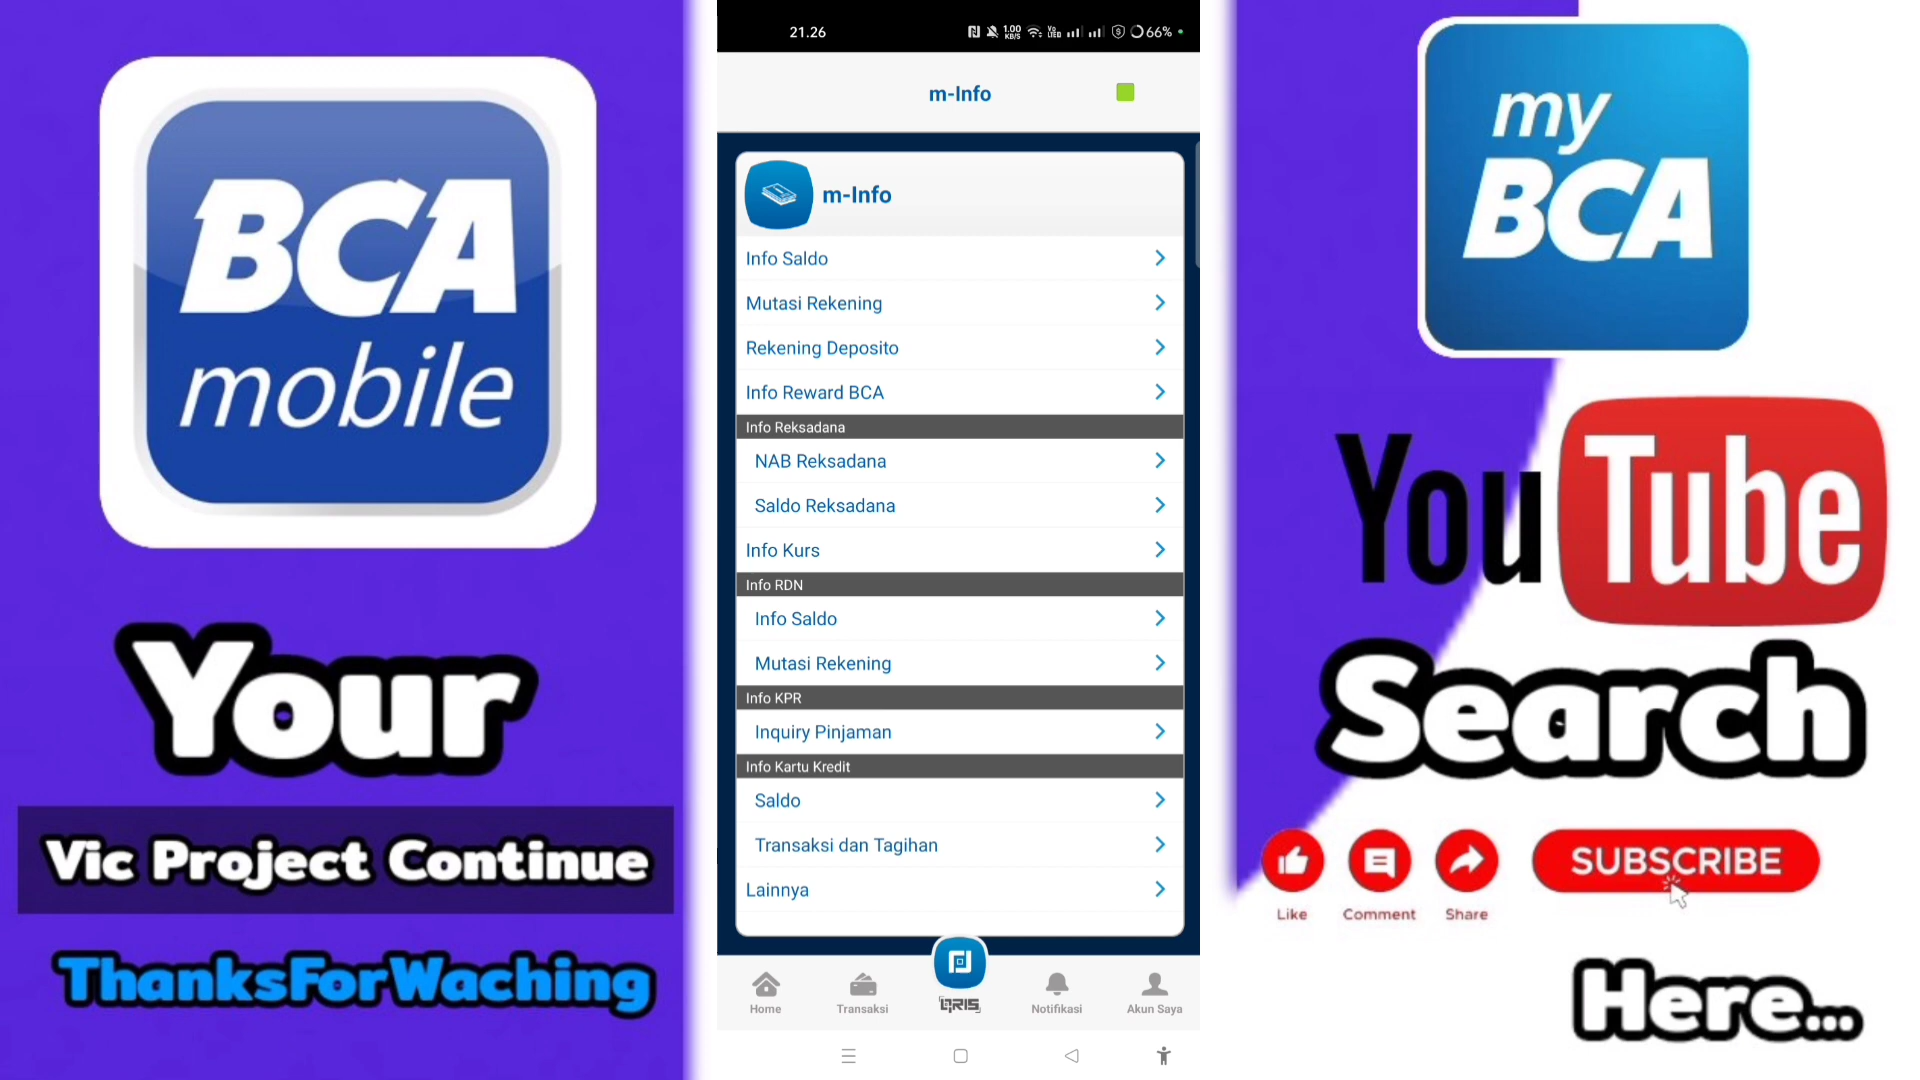 BCA
mobile
Your
Vic Project Continue
ThanksForWaching
21.26
1.00
KB/S
66%
m-Info
m-Info
Info Saldo
Mutasi Rekening
Rekening Deposito
Info Reward BCA
Info Reksadana
NAB Reksadana
Saldo Reksadana
Info Kurs
Info RDN
Info Saldo
Mutasi Rekening
Info KPR
Inquiry Pinjaman
Info Kartu Kredit
Saldo
Transaksi dan Tagihan
Lainnya
Home
Transaksi
QRIS
Notifikasi
Akun Saya
my
BCA
YouTube
Search
SUBSCRIBE
Like
Comment
Share
Here...